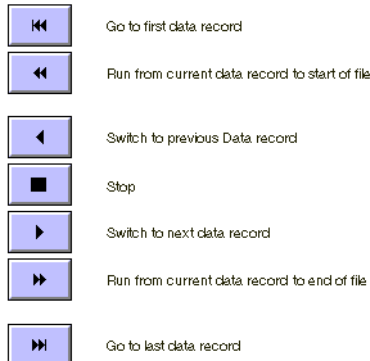 Go to first data record
Run from current data record to start of file
Switch to previous Data record
Stop
Switch to next data record
Run from current data record to end of file
Go to last data record